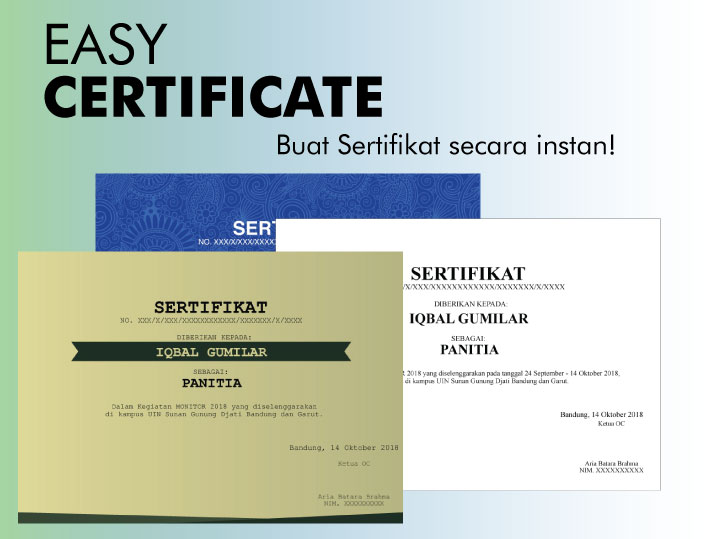 EASY
CERTIFICATE
Buat Sertifikat secara instan!
SERT
NO. XXX/X/XXX/XXXX
SERTIFIKAT
/X/XXX/XXXXXXXXXXXX/XXXXXXX/X/XXXX
DIBERIKAN KEPADA:
IQBAL GUMILAR
SEBAGAI:
PANITIA
2018 yang diselenggarakan pada tanggal 24 September - 14 Oktober 2018,
di kampus UIN Sunan Gunung Djati Bandung dan Garut.
Bandung, 14 Oktober 2018
Ketua OC
Aria Batara Brahma
NIM. XXXXXXXXXX
SERTIFIKAT
NO. XXX/X/XXX/XXXXXXXXXXXX/XXXXXXX/X/XXXX
DIBERIKAN KEPADA:
IQBAL GUMILAR
SEBAGAI:
PANITIA
Dalam Kegiatan MONITOR 2018 yang diselenggarakan
di kampus UIN Sunan Gunung Djati Bandung dan Garut.
Bandung, 14 Oktober 2018
Ketua OC
Aria Batara Brahma
NIM. XXXXXXXXXX